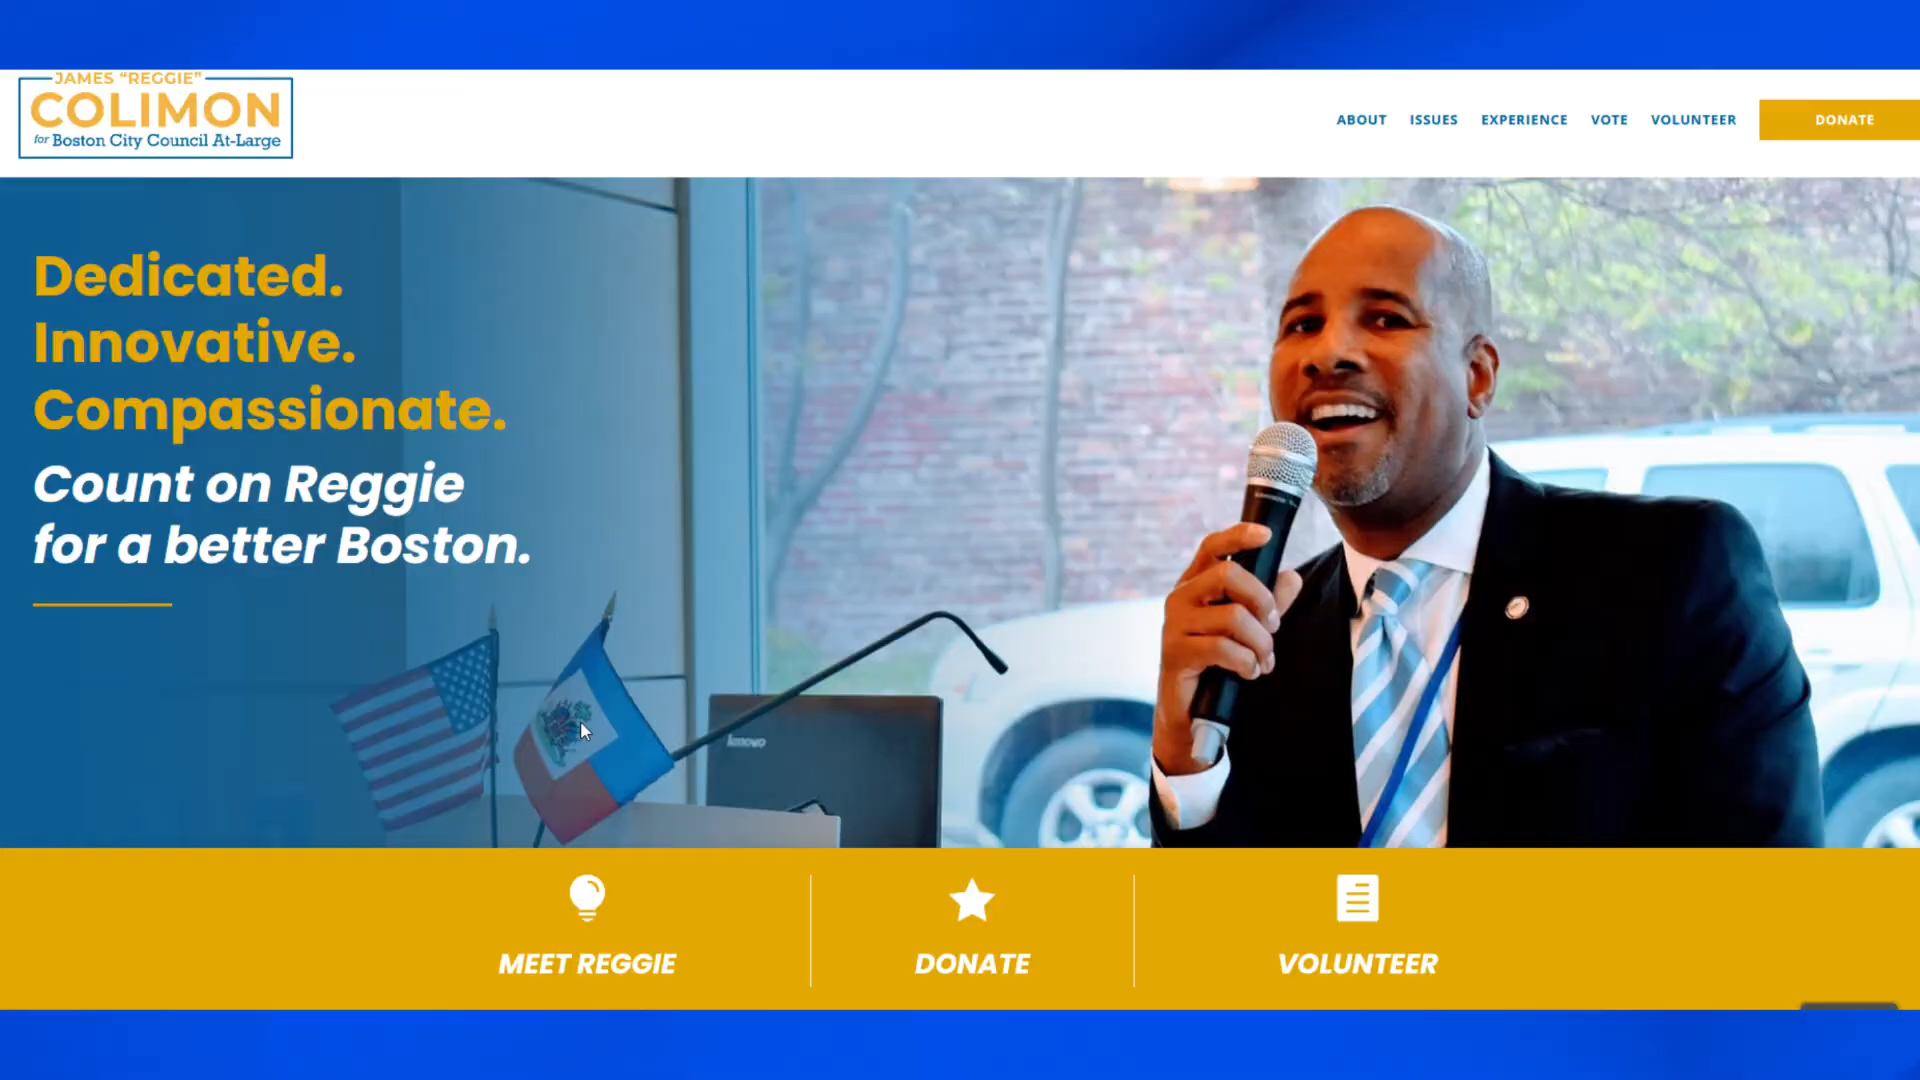 JAMES “REGGIE”
COLIMON
for Boston City Council At-Large
ABOUT
ISSUES
EXPERIENCE
VOTE
VOLUNTEER
DONATE
Dedicated.
Innovative.
Compassionate.
Count on Reggie
for a better Boston.
lenovo
MEET REGGIE
DONATE
VOLUNTEER